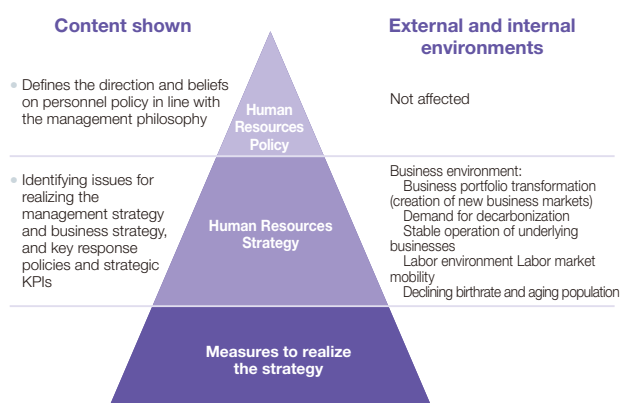 Content shown
External and internal
environments
• Defines the direction and beliefs
on personnel policy in line with
the management philosophy
Human
Resources
Policy
Not affected
• Identifying issues for
realizing the
management strategy
and business strategy,
and key response
policies and strategic
KPIs
Human Resources
Strategy
Business environment:
Business portfolio transformation
(creation of new business markets)
Demand for decarbonization
Stable operation of underlying
businesses
Labor environment Labor market
mobility
Declining birthrate and aging population
Measures to realize
the strategy